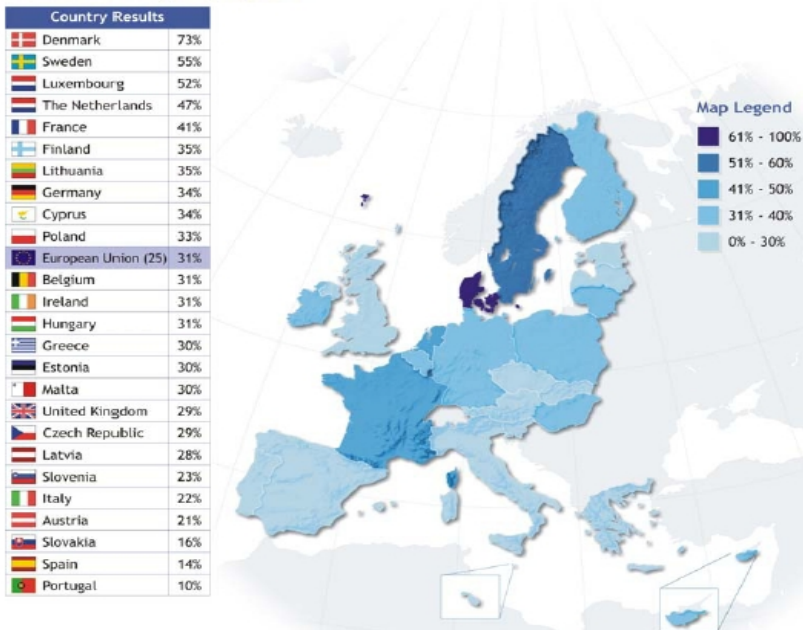 Country Results
Denmark 73%
Sweden 55%
Luxembourg 52%
The Netherlands 47%
France 41%
Finland 35%
Lithuania 35%
Germany 34%
Cyprus 34%
Poland 33%
European Union (25) 31%
Belgium 31%
Ireland 31%
Hungary 31%
Greece 30%
Estonia 30%
Malta 30%
United Kingdom 29%
Czech Republic 29%
Latvia 28%
Slovenia 23%
Italy 22%
Austria 21%
Slovakia 16%
Spain 14%
Portugal 10%
Map Legend
61% - 100%
51% - 60%
41% - 50%
31% - 40%
0% - 30%